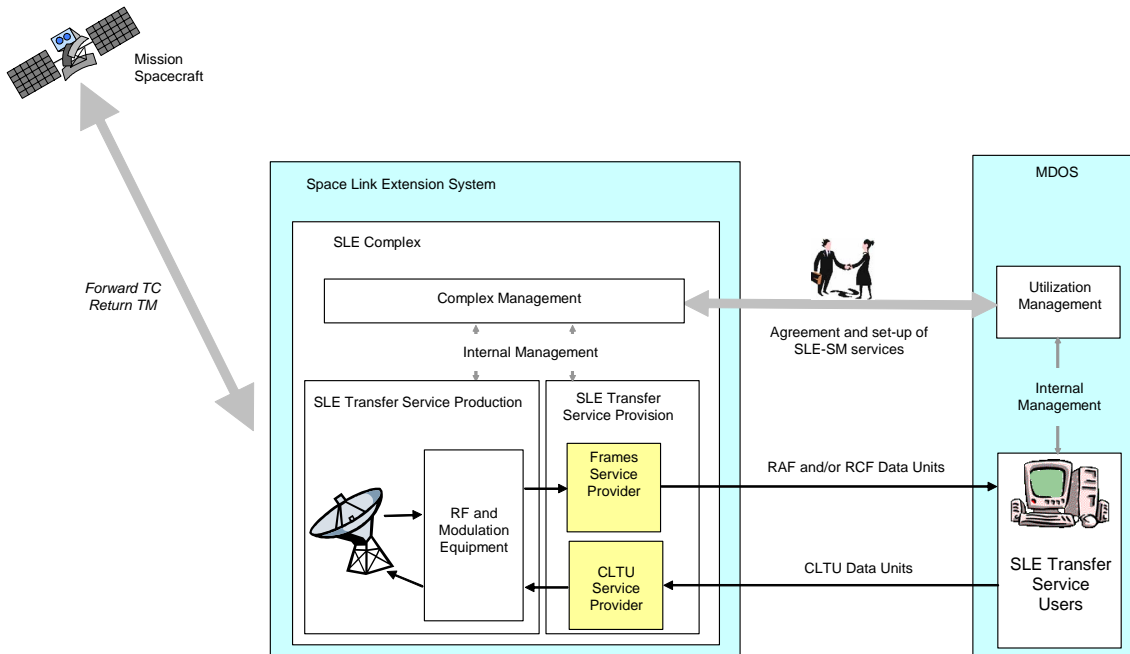 Mission
Spacecraft
Space Link Extension System
MDOS
SLE Complex
Forward TC
Return TM
Complex Management
Utilization
Management
Agreement and set-up of
SLE-SM services
Internal Management
Internal
Management
SLE Transfer Service Production
SLE Transfer
Service Provision
Frames
Service
Provider
RAF and/or RCF Data Units
RF and
Modulation
Equipment
CLTU
Service
Provider
CLTU Data Units
SLE Transfer
Service
Users